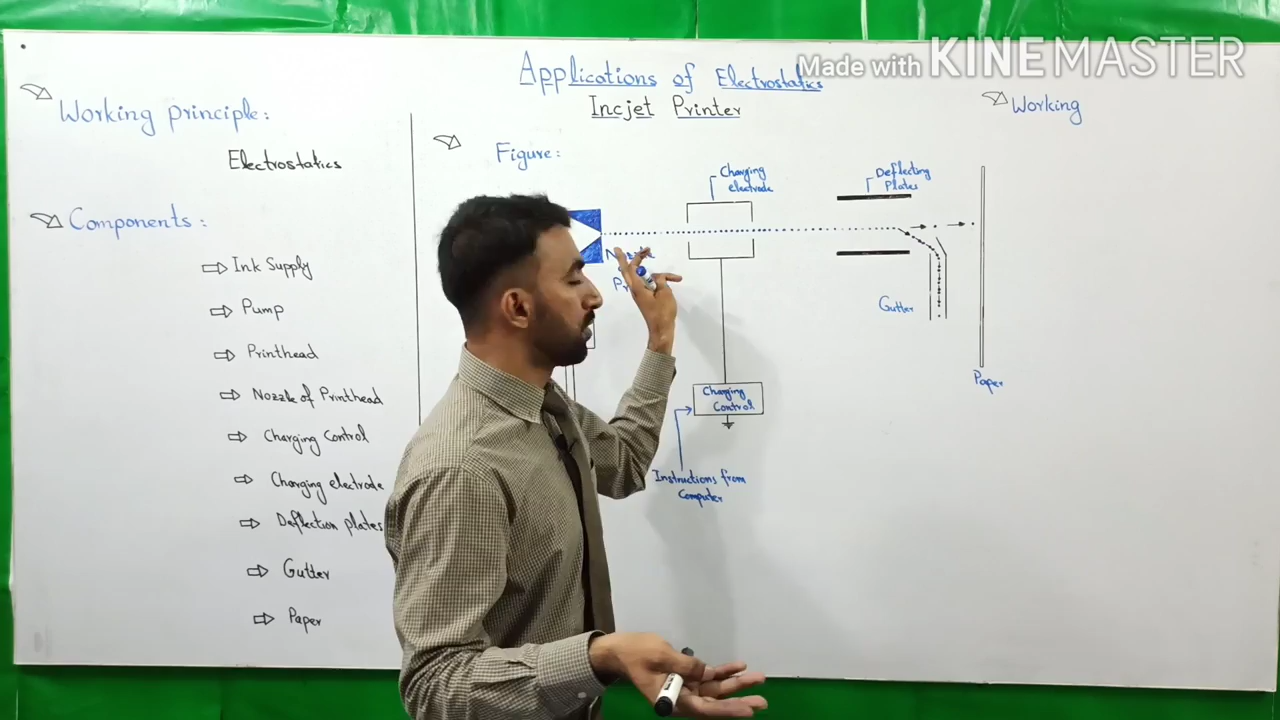 Made with KINEMASTER
Applications of Electrostatics
Incjet Printer
Working principle:
Electrostatics
Components:
Ink Supply
Pump
Printhead
Nozzle of Printhead
Charging Control
Charging electrode
Deflection plates
Gutter
Paper
Figure:
Charging
electrode
Deflecting
Plates
Gutter
Paper
Charging
Control
Instructions from
Computer
Working